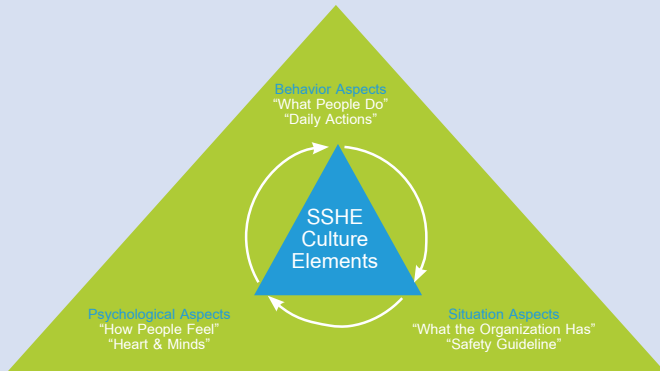 Behavior Aspects
“What People Do”
“Daily Actions”
SSHE
Culture
Elements
Psychological Aspects
“How People Feel”
“Heart & Minds”
Situation Aspects
“What the Organization Has”
“Safety Guideline”